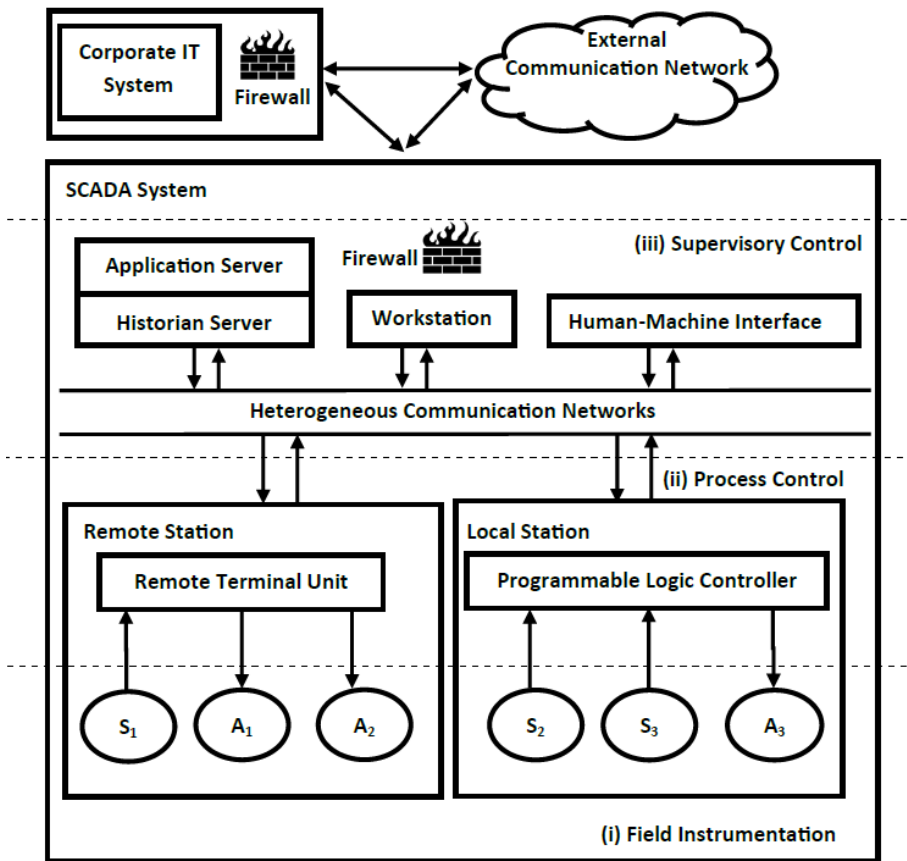 Corporate IT
System
Firewall
External
Communication Network
SCADA System
(iii) Supervisory Control
Firewall
Application Server
Historian Server
Workstation
Human-Machine Interface
Heterogeneous Communication Networks
(ii) Process Control
Remote Station
Remote Terminal Unit
S₁
A₁
A₂
Local Station
Programmable Logic Controller
S₂
S₃
A₃
(i) Field Instrumentation